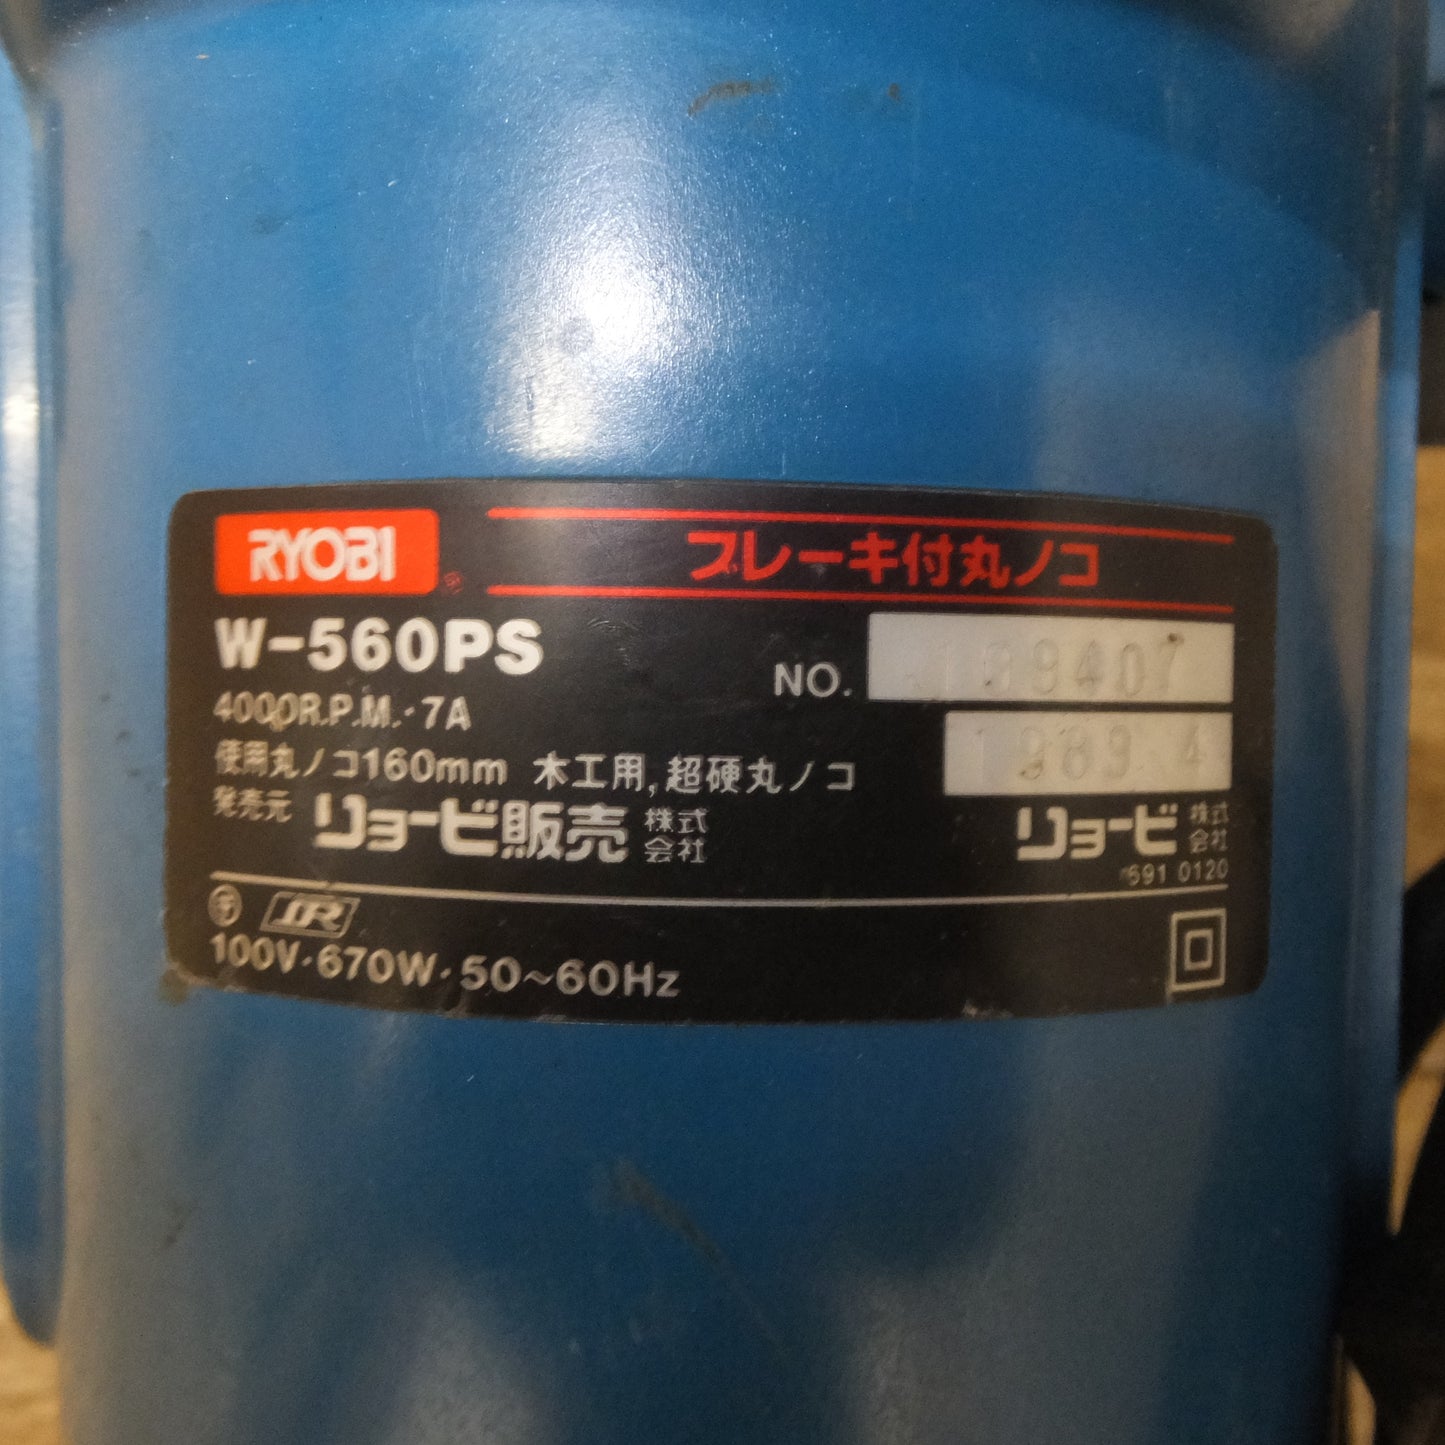 RYOBI
ブレーキ付丸ノコ
W-560PS
NO.
4000R.P.M.·7A
1989 4
使用丸ノコ160mm 木工用,超硬丸ノコ
発売元 リョービ販売 株式会社
リョービ 株式会社
691 0120
JR
100V·670W·50~60Hz